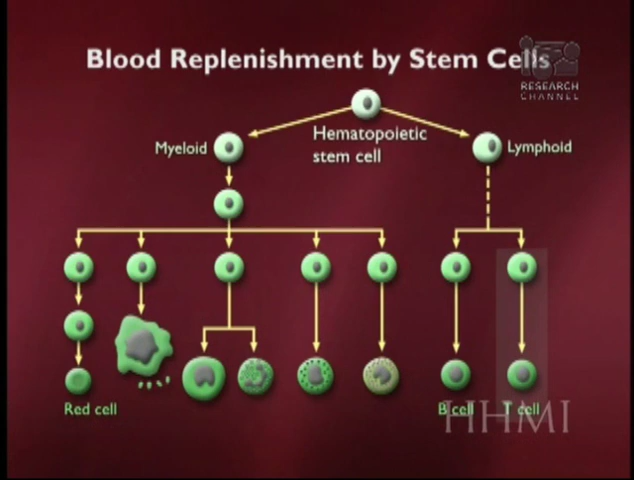 Blood Replenishment by Stem Cells
RESEARCH
CHANNEL
Myeloid
Hematopoietic
stem cell
Lymphoid
Red cell
B cell
T cell
HHMI